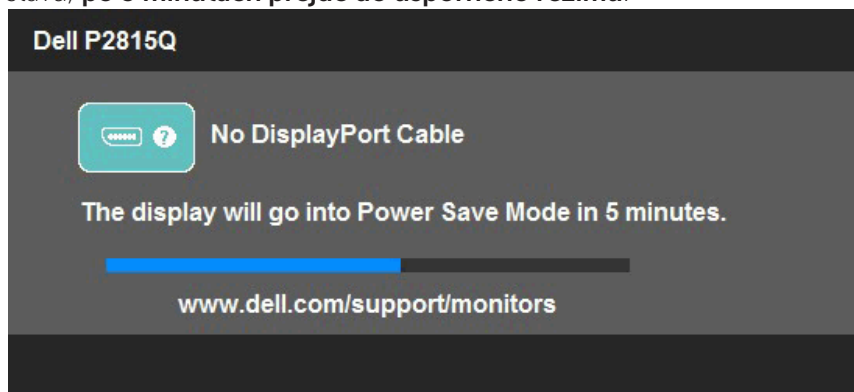 Dell P2815Q
No DisplayPort Cable
The display will go into Power Save Mode in 5 minutes.
www.dell.com/support/monitors